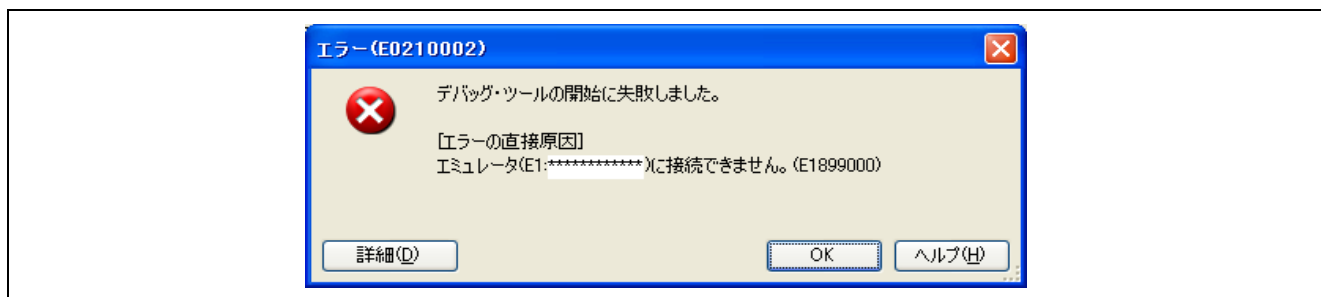 エラー(E0210002)
デバッグ・ツールの開始に失敗しました。
[エラーの直接原因]
エミュレータ(E1:*************)に接続できません。(E1899000)
詳細(D)
OK
ヘルプ(H)